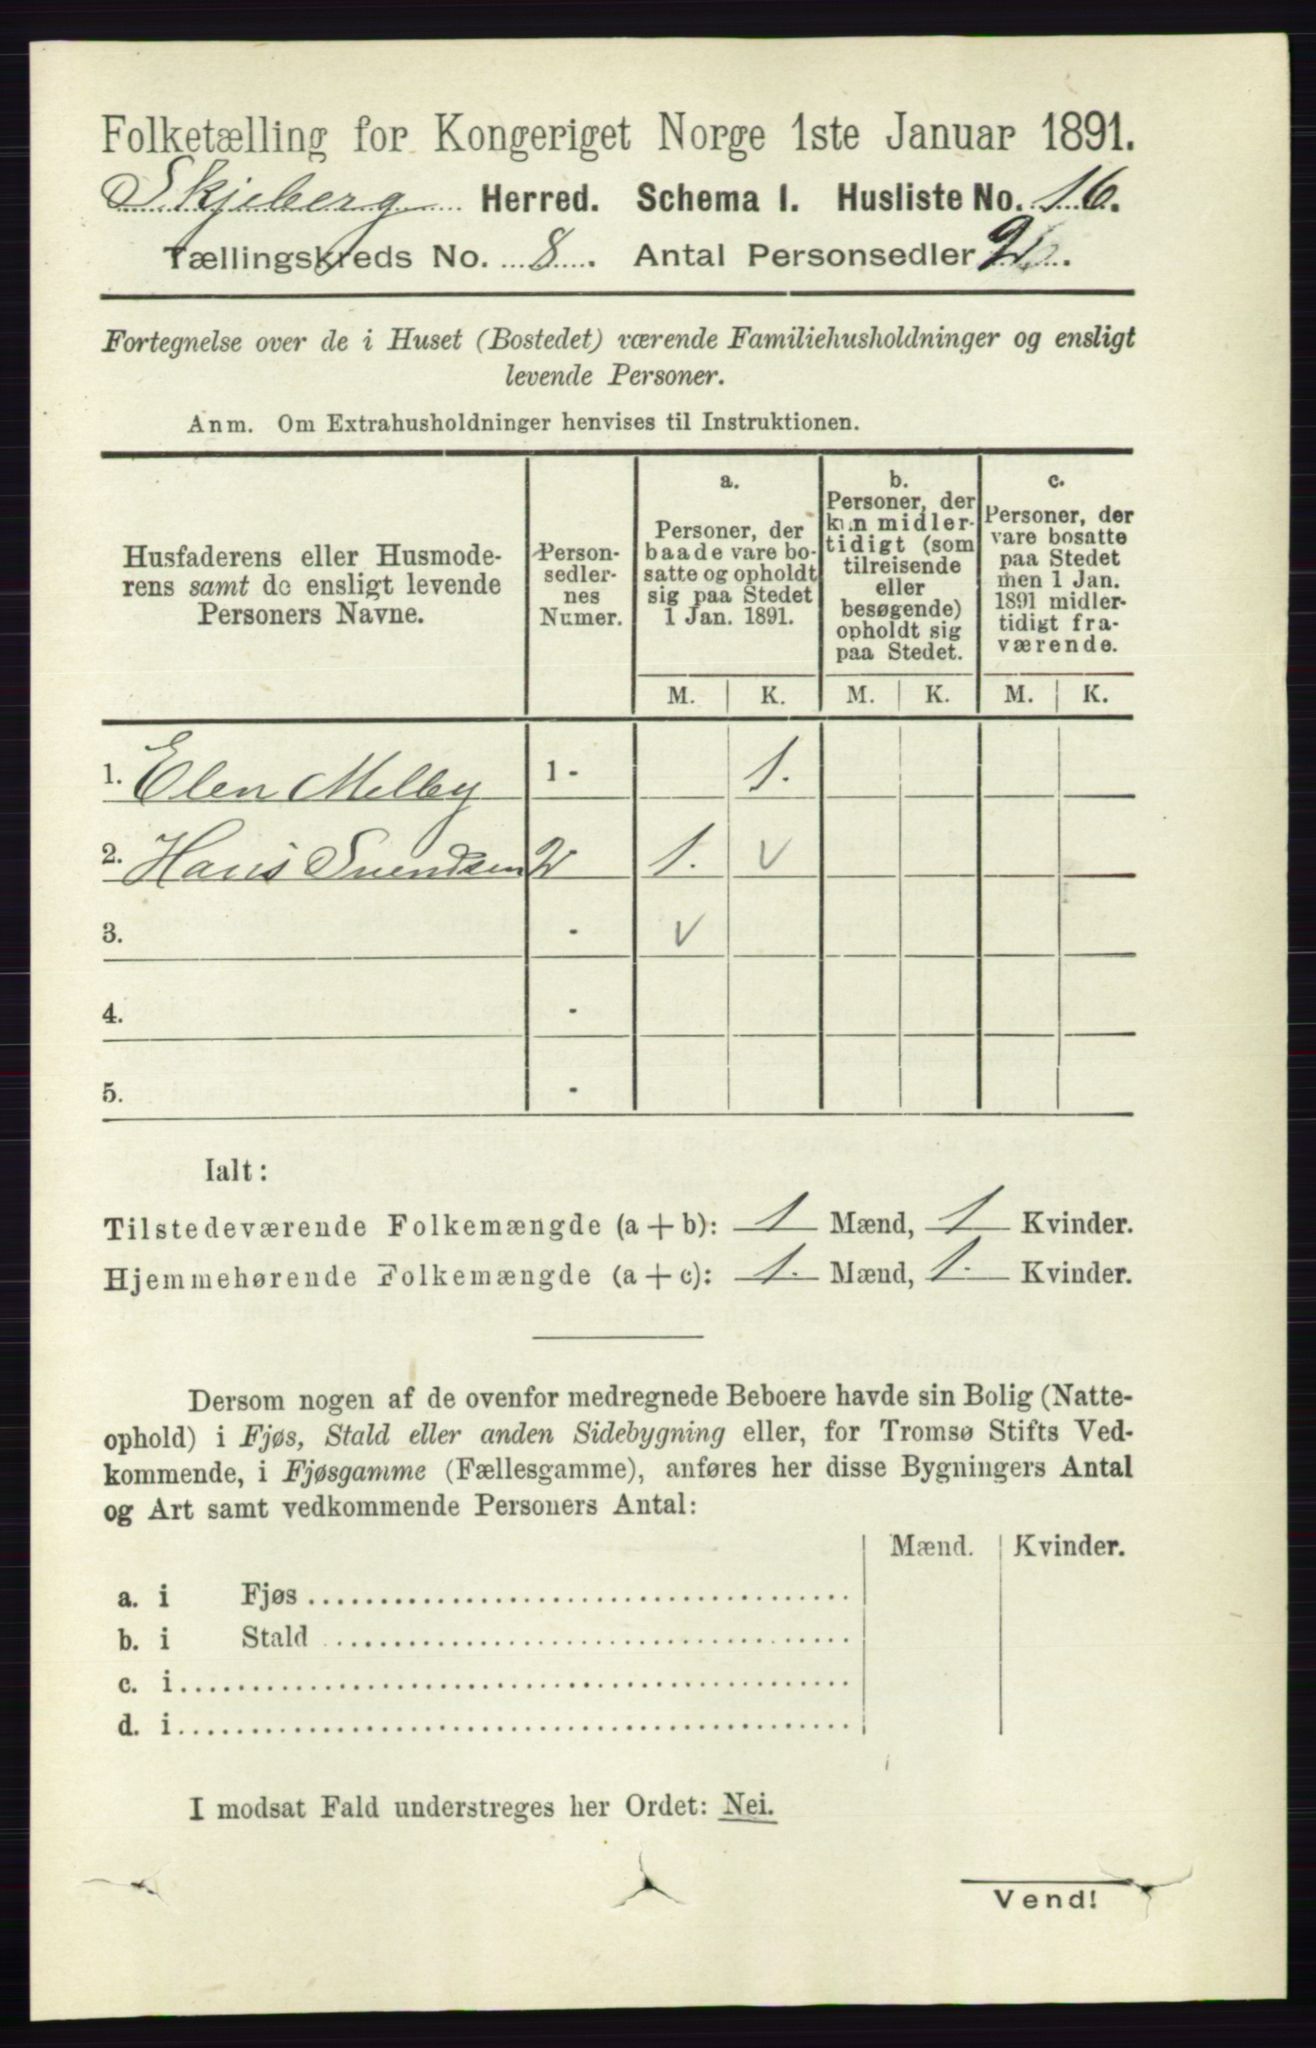 Folketælling for Kongeriget Norge 1ste Januar 1891.
Skjeberg Herred. Schema 1. Husliste No. 16.
Tællingskreds No. 8. Antal Personsedler 2.
Fortegnelse over de i Huset (Bostedet) værende Familiehusholdninger og ensligt
levende Personer.
Anm. Om Extrahusholdninger henvises til Instruktionen.
Husfaderens eller Husmode-
rens samt de ensligt levende
Personers Navne.
Person-
sedler-
nes
Numer.
a.
Personer, der
baade vare bo-
satte og opholdt
sig paa Stedet
1 Jan. 1891.
b.
Personer, der
kun midler-
tidigt (som
tilreisende
eller
besøgende)
opholdt sig
paa Stedet.
c.
Personer, der
vare bosatte
paa Stedet
men 1 Jan.
1891 midler-
tidigt fra-
værende.
M. K. M. K. M. K.
1. Elen Melby 1 - 1.
2. Hans Svendsen 2 1. v
3. - v
4. -
5. -
Ialt:
Tilstedeværende Folkemængde (a + b): 1 Mænd, 1 Kvinder.
Hjemmehørende Folkemængde (a + c): 1. Mænd, 1. Kvinder.
Dersom nogen af de ovenfor medregnede Beboere havde sin Bolig (Natte-
ophold) i Fjøs, Stald eller anden Sidebygning eller, for Tromsø Stifts Ved-
kommende, i Fjøsgamme (Fællesgamme), anføres her disse Bygningers Antal
og Art samt vedkommende Personers Antal:
Mænd. Kvinder.
a. i Fjøs
b. i Stald
c. i
d. i
I modsat Fald understreges her Ordet: Nei.
Vend!